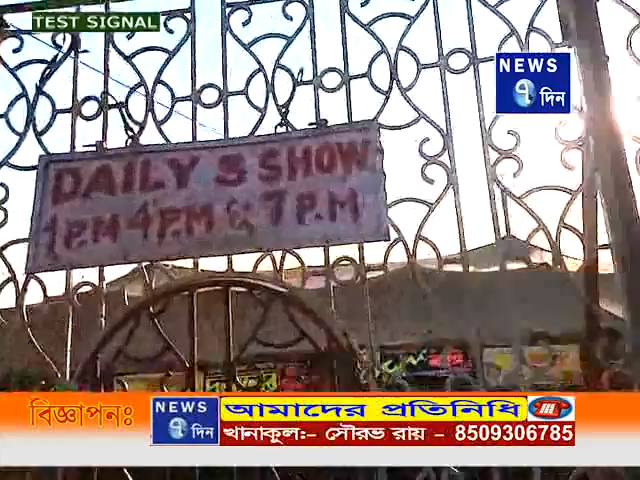 TEST SIGNAL
NEWS
৭ দিন
DAILY 3 SHOW
1 P.M 4 P.M & 7 P.M
বিজ্ঞাপনঃ
NEWS
৭ দিন
আমাদের প্রতিনিধি
খানাকুল:- সৌরভ রায় - 8509306785